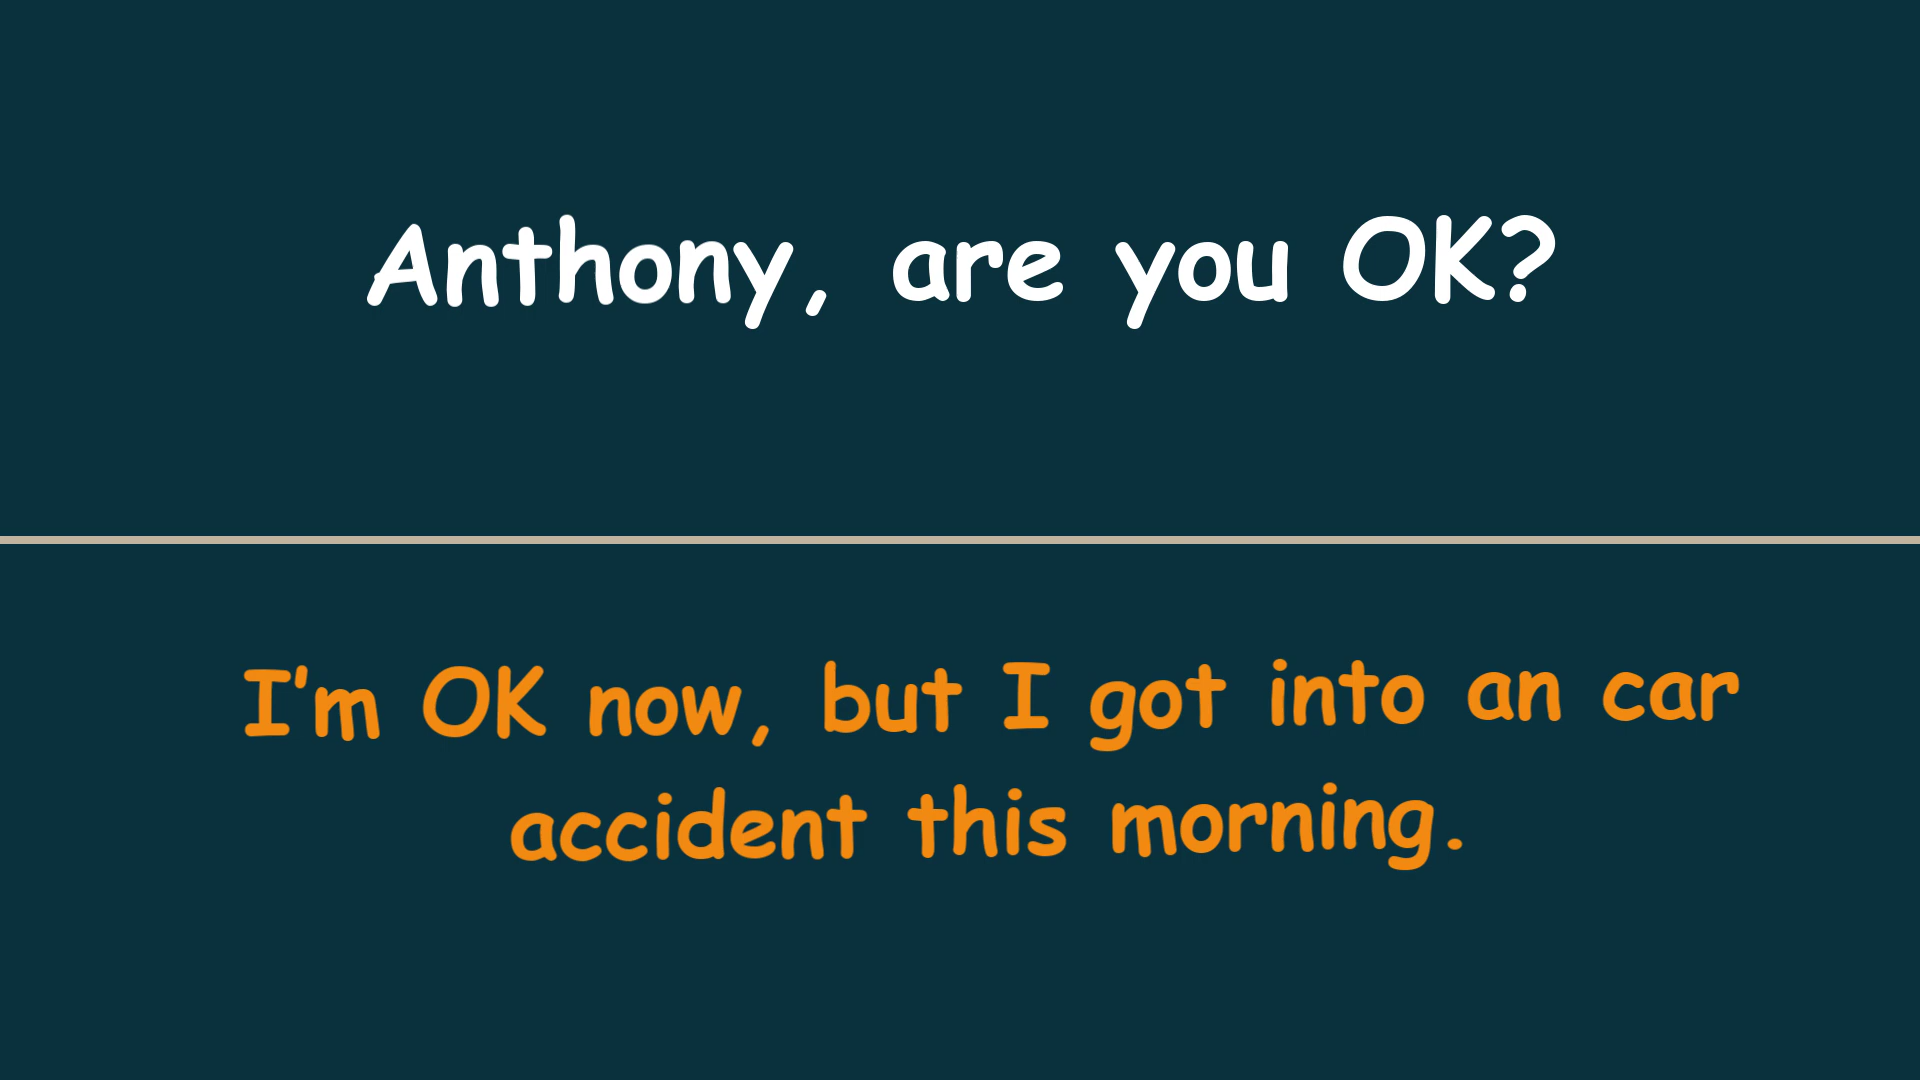 Anthony, are you OK?
I'm OK now, but I got into an car
accident this morning.